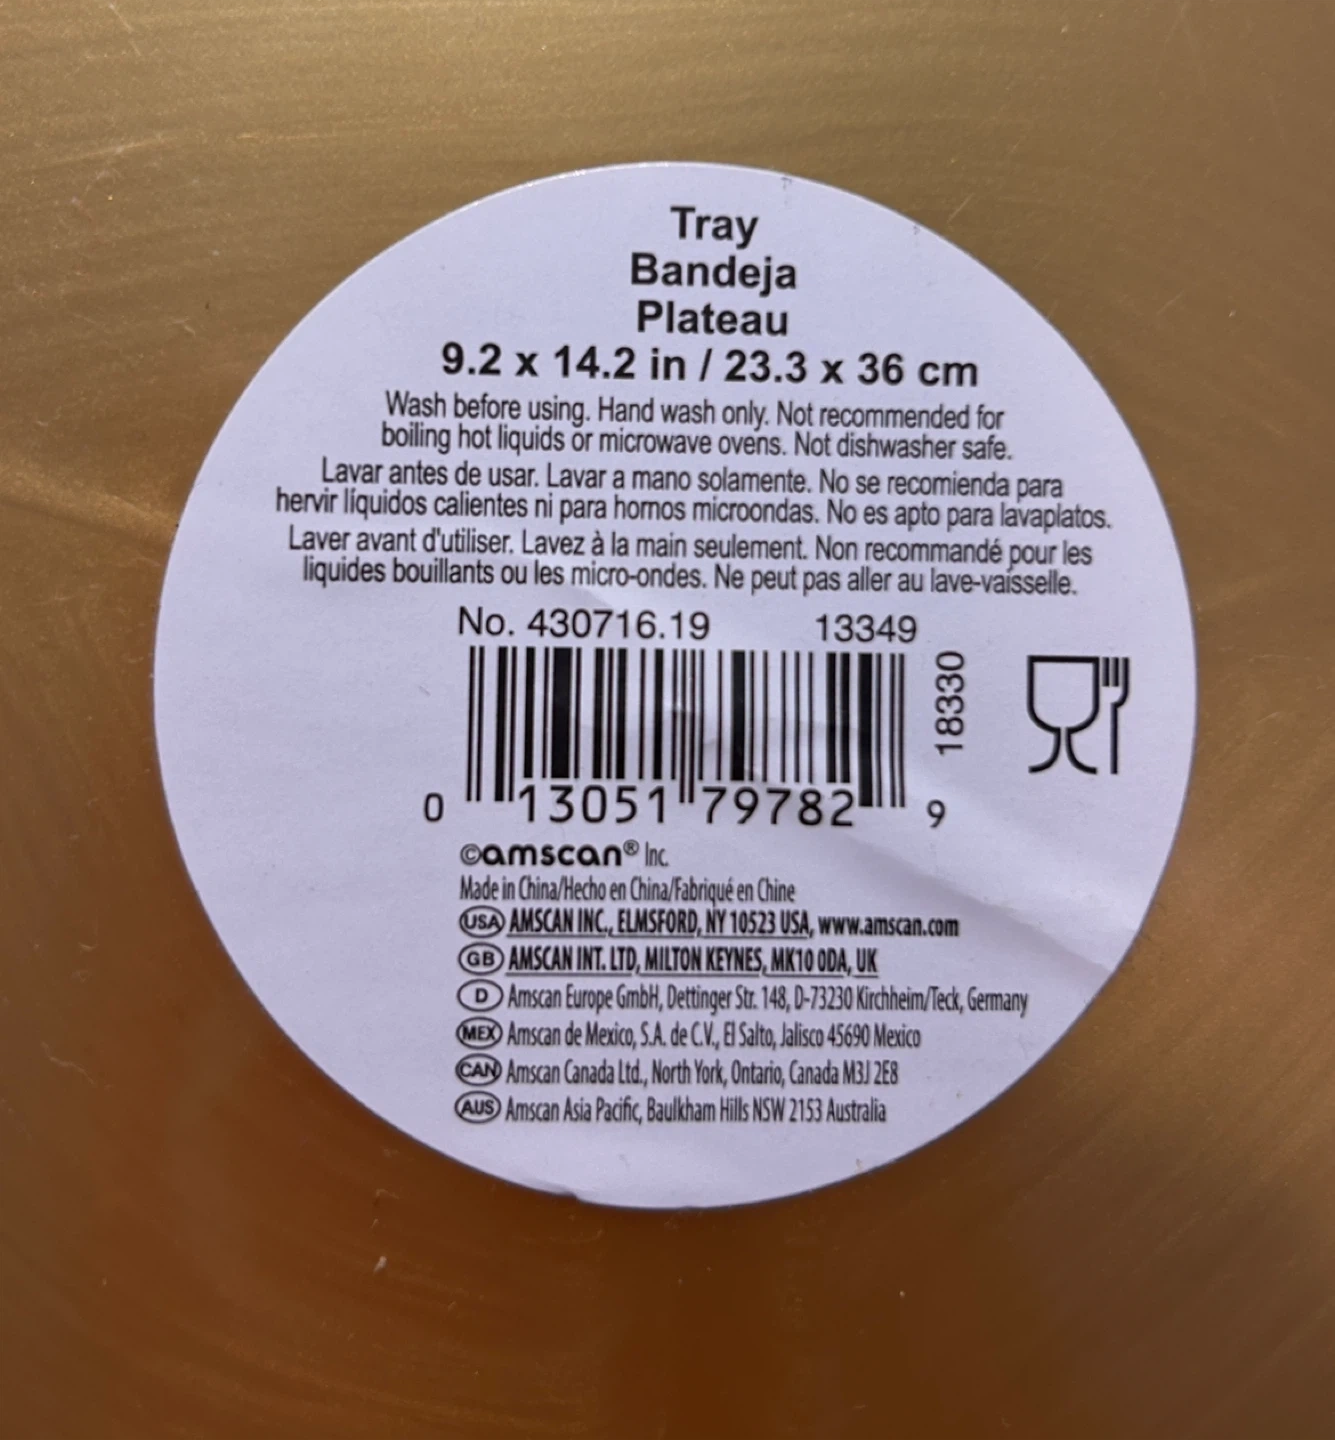 Tray
Bandeja
Plateau
9.2 x 14.2 in / 23.3 x 36 cm
Wash before using. Hand wash only. Not recommended for
boiling hot liquids or microwave ovens. Not dishwasher safe.
Lavar antes de usar. Lavar a mano solamente. No se recomienda para
hervir líquidos calientes ni para hornos microondas. No es apto para lavaplatos.
Laver avant d'utiliser. Lavez à la main seulement. Non recommandé pour les
liquides bouillants ou les micro-ondes. Ne peut pas aller au lave-vaisselle.
No. 430716.19 13349
18330
0 13051 79782 9
©amscan® Inc.
Made in China/Hecho en China/Fabriqué en Chine
USA AMSCAN INC., ELMSFORD, NY 10523 USA, www.amscan.com
GB AMSCAN INT. LTD, MILTON KEYNES, MK10 0DA, UK
D Amscan Europe GmbH, Dettinger Str. 148, D-73230 Kirchheim/Teck, Germany
MEX Amscan de Mexico, S.A. de C.V., El Salto, Jalisco 45690 Mexico
CAN Amscan Canada Ltd., North York, Ontario, Canada M3J 2E8
AUS Amscan Asia Pacific, Baulkham Hills NSW 2153 Australia